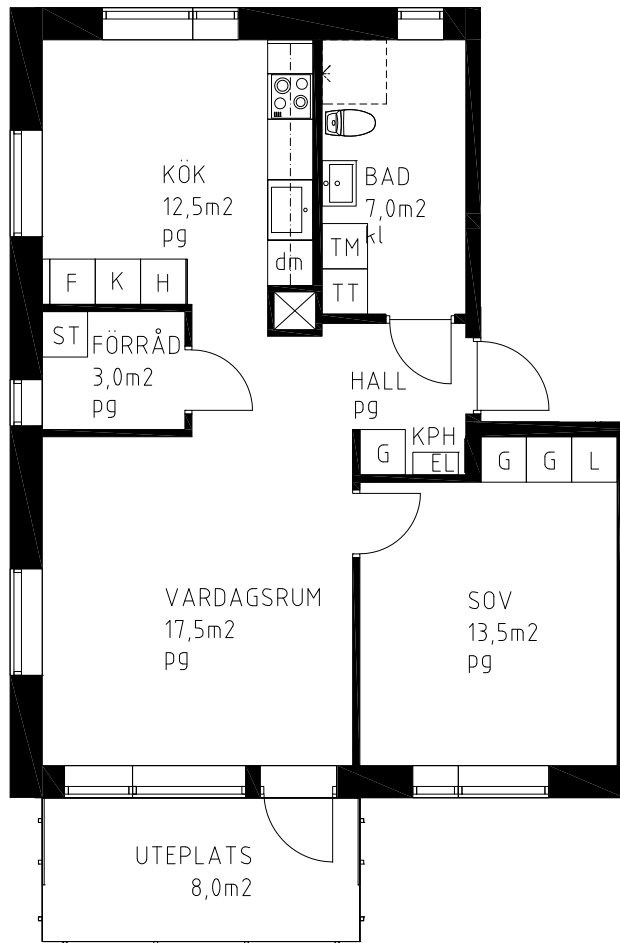 KÖK
12,5m2
pg
BAD
7,0m2
kl
TM
TT
dm
F
K
H
ST
FÖRRÅD
3,0m2
pg
HALL
pg
KPH
G
EL
G
G
L
VARDAGSRUM
17,5m2
pg
SOV
13,5m2
pg
UTEPLATS
8,0m2